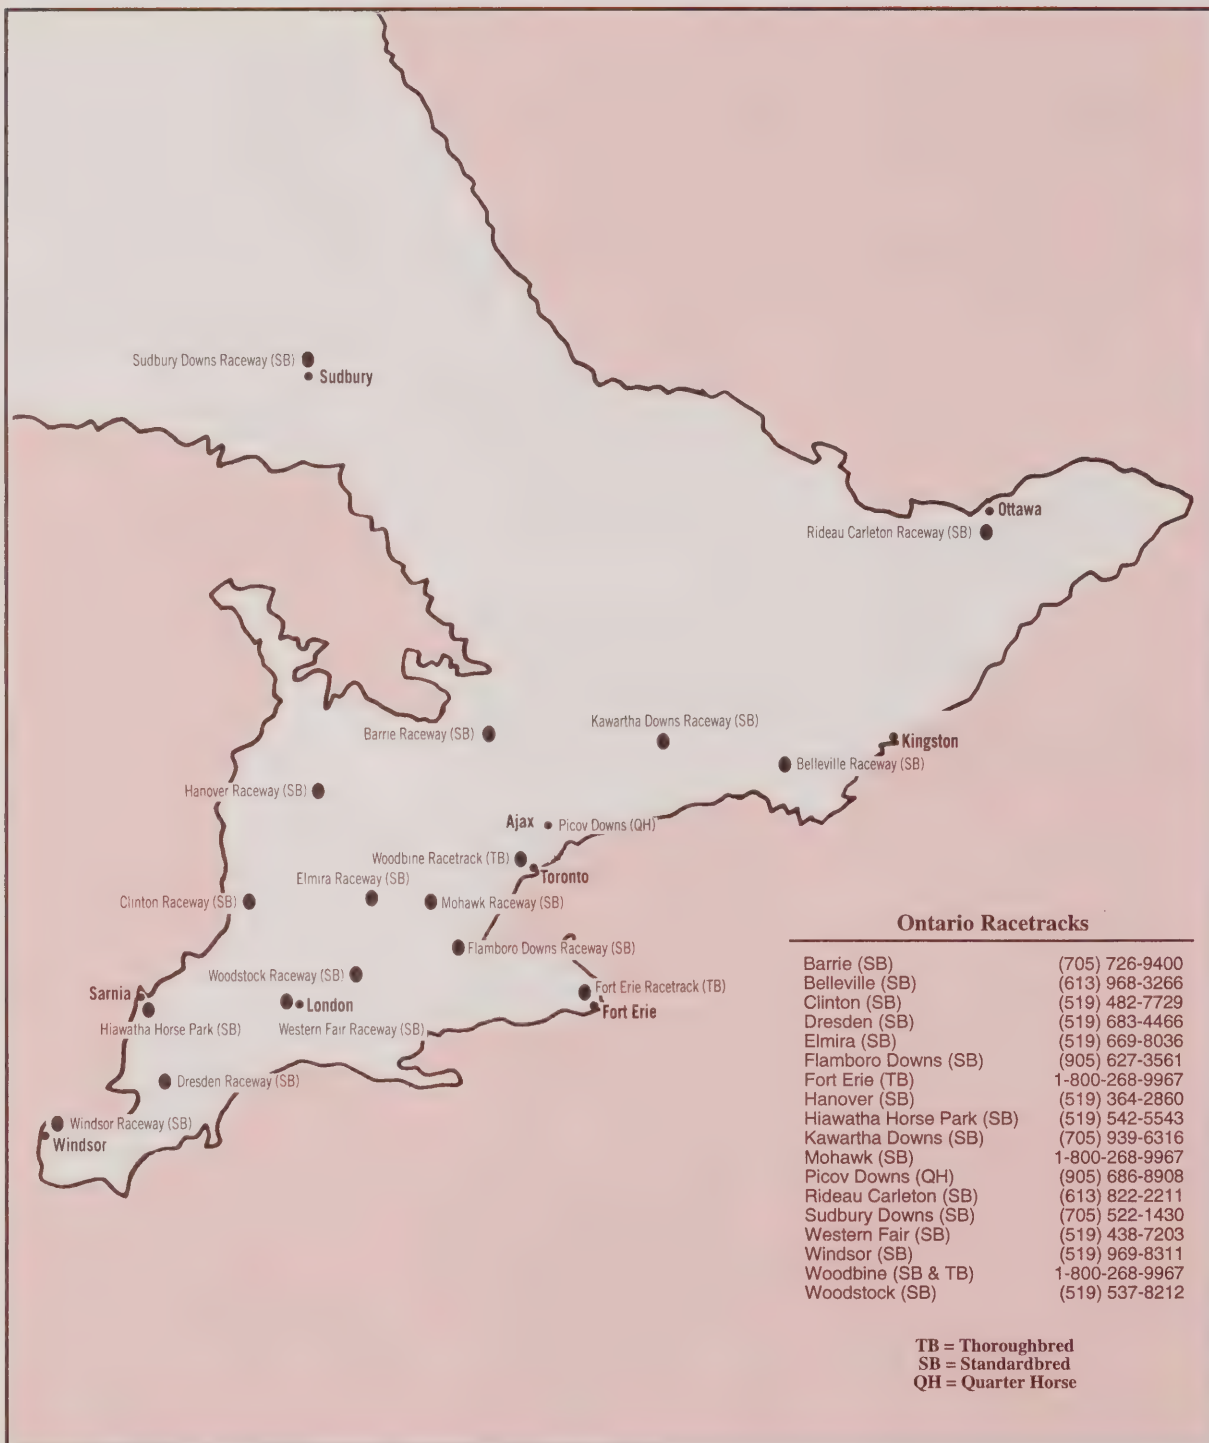 Sudbury Downs Raceway (SB)
Sudbury
Ottawa
Rideau Carleton Raceway (SB)
Kawartha Downs Raceway (SB)
Barrie Raceway (SB)
Kingston
Belleville Raceway (SB)
Hanover Raceway (SB)
Ajax
Picov Downs (QH)
Woodbine Racetrack (TB)
Toronto
Elmira Raceway (SB)
Clinton Raceway (SB)
Mohawk Raceway (SB)
Flamboro Downs Raceway (SB)
Woodstock Raceway (SB)
Fort Erie Racetrack (TB)
Sarnia
London
Fort Erie
Hiawatha Horse Park (SB)
Western Fair Raceway (SB)
Dresden Raceway (SB)
Windsor Raceway (SB)
Windsor
Ontario Racetracks
Barrie (SB) (705) 726-9400
Belleville (SB) (613) 968-3266
Clinton (SB) (519) 482-7729
Dresden (SB) (519) 683-4466
Elmira (SB) (519) 669-8036
Flamboro Downs (SB) (905) 627-3561
Fort Erie (TB) 1-800-268-9967
Hanover (SB) (519) 364-2860
Hiawatha Horse Park (SB) (519) 542-5543
Kawartha Downs (SB) (705) 939-6316
Mohawk (SB) 1-800-268-9967
Picov Downs (QH) (905) 686-8908
Rideau Carleton (SB) (613) 822-2211
Sudbury Downs (SB) (705) 522-1430
Western Fair (SB) (519) 438-7203
Windsor (SB) (519) 969-8311
Woodbine (SB & TB) 1-800-268-9967
Woodstock (SB) (519) 537-8212
TB = Thoroughbred
SB = Standardbred
QH = Quarter Horse